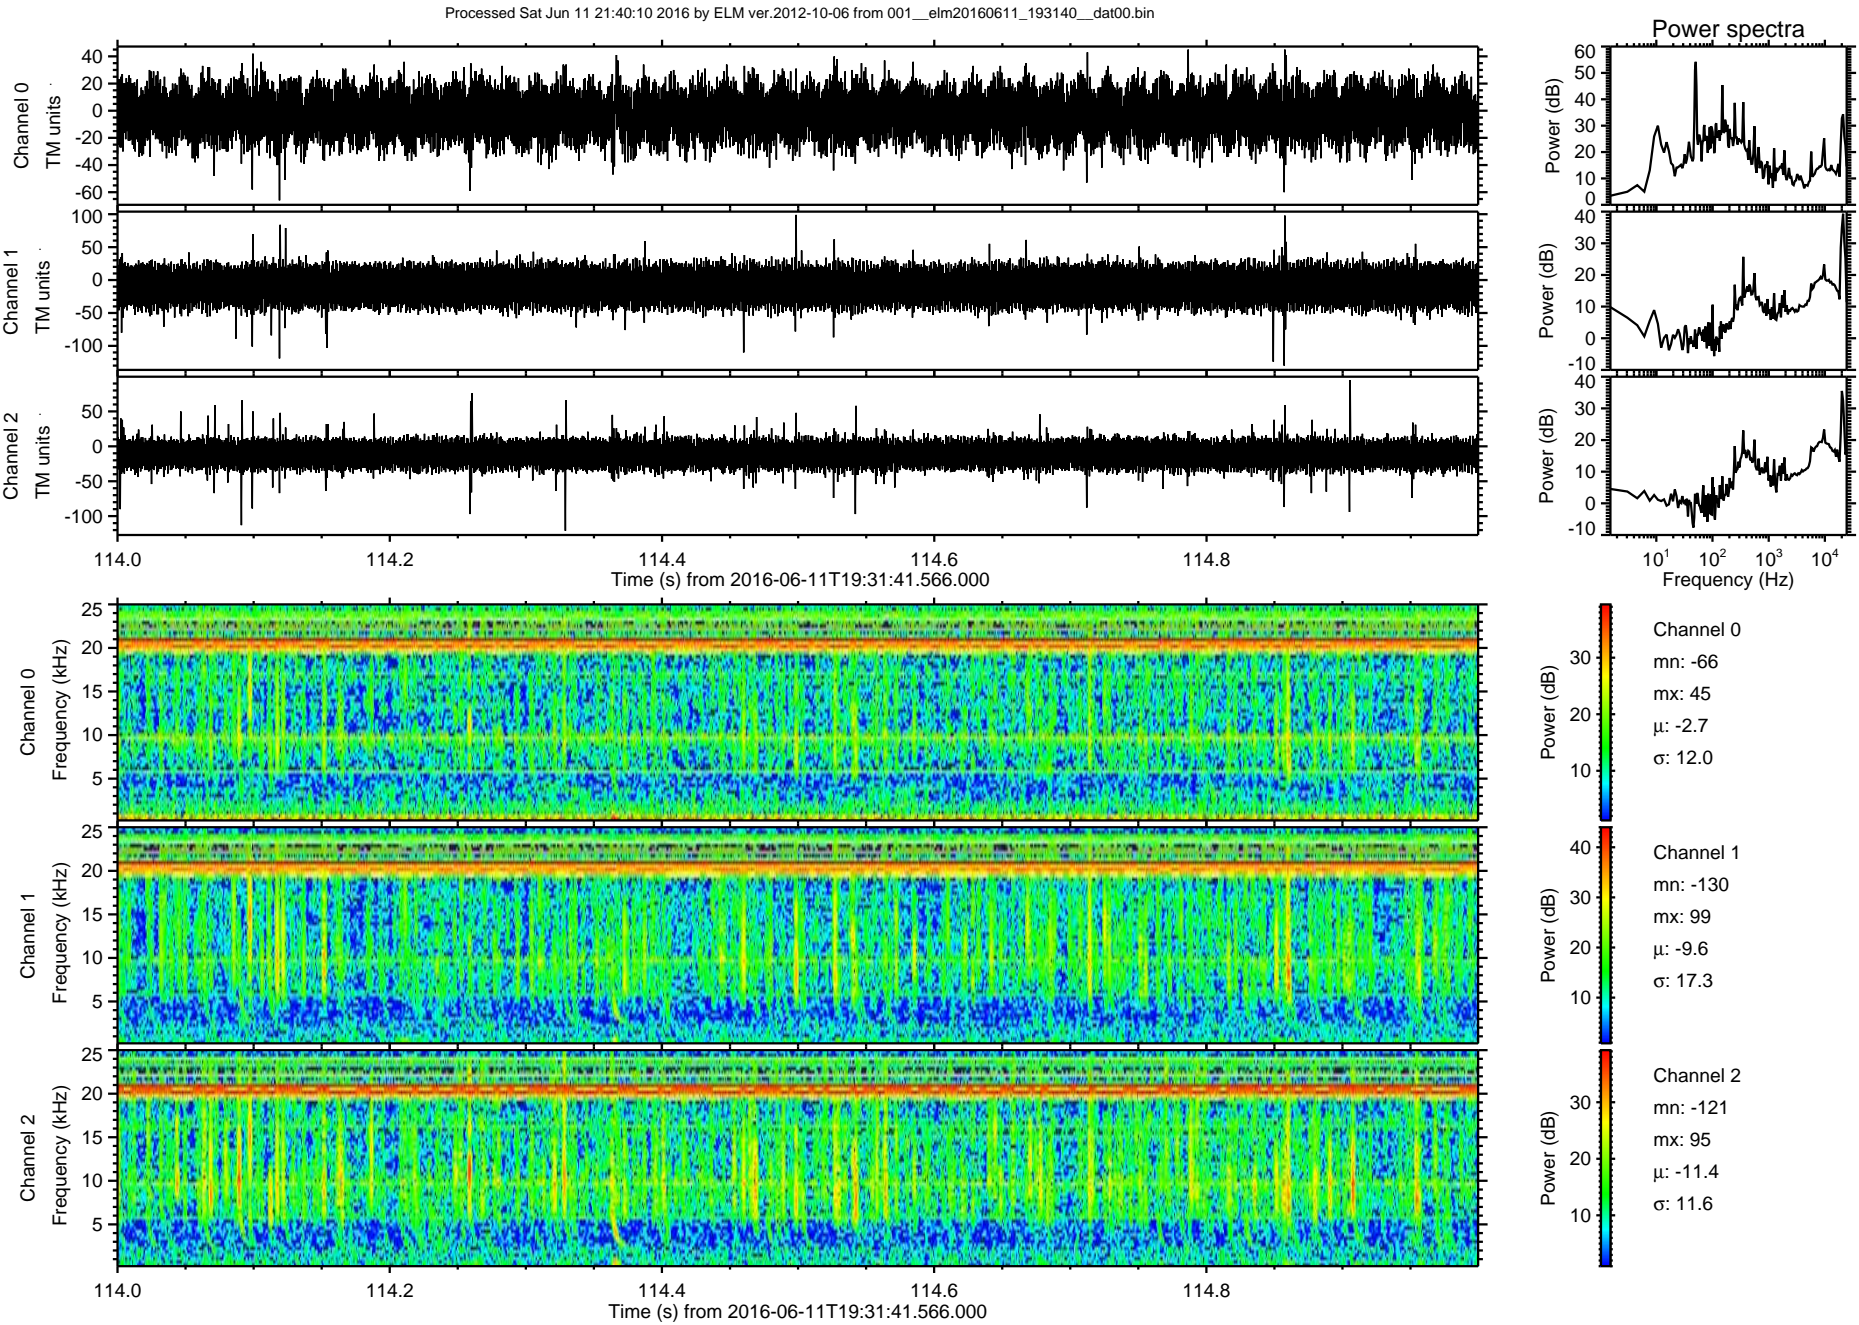 Processed Sat Jun 11 21:40:10 2016 by ELM ver.2012-10-06 from 001__elm20160611_193140__dat00.bin
Power spectra
Channel 0
TM units
40
20
0
-20
-40
-60
Power (dB)
60
50
40
30
20
10
0
Channel 1
TM units
100
50
0
-50
-100
Power (dB)
40
30
20
10
0
-10
Channel 2
TM units
50
0
-50
-100
Power (dB)
40
30
20
10
0
-10
114.0 114.2 114.4 114.6 114.8
Time (s) from 2016-06-11T19:31:41.566.000
10^1 10^2 10^3 10^4
Frequency (Hz)
Channel 0
Frequency (kHz)
25
20
15
10
5
Power (dB)
30
20
10
Channel 0
mn: -66
mx: 45
μ: -2.7
σ: 12.0
Channel 1
Frequency (kHz)
25
20
15
10
5
Power (dB)
40
30
20
10
Channel 1
mn: -130
mx: 99
μ: -9.6
σ: 17.3
Channel 2
Frequency (kHz)
25
20
15
10
5
Power (dB)
30
20
10
Channel 2
mn: -121
mx: 95
μ: -11.4
σ: 11.6
114.0 114.2 114.4 114.6 114.8
Time (s) from 2016-06-11T19:31:41.566.000